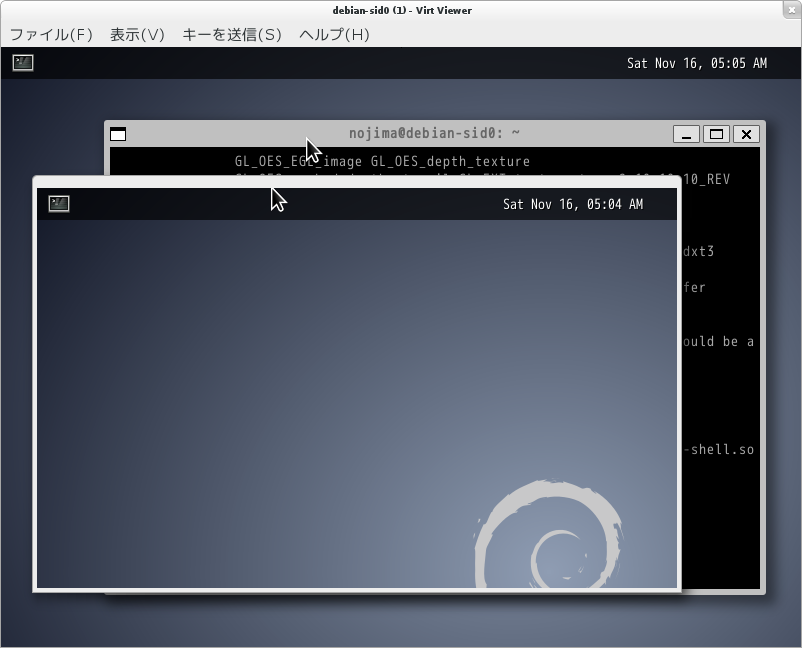 debian-sid0 (1) - Virt Viewer
ファイル(F) 表示(V) キーを送信(S) ヘルプ(H)
Sat Nov 16, 05:05 AM
nojima@debian-sid0: ~
GL_OES_EGL_image GL_OES_depth_texture
10_REV
Sat Nov 16, 05:04 AM
dxt3
fer
ould be a
-shell.so